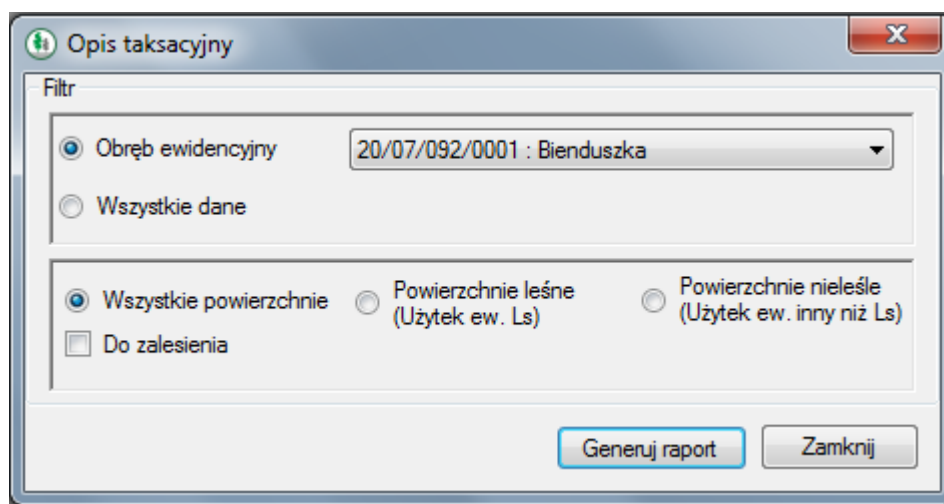 Opis taksacyjny
Filtr
Obręb ewidencyjny
20/07/092/0001 : Bienduszka
Wszystkie dane
Wszystkie powierzchnie
Powierzchnie leśne
(Użytek ew. Ls)
Powierzchnie nieleśle
(Użytek ew. inny niż Ls)
Do zalesienia
Generuj raport
Zamknij